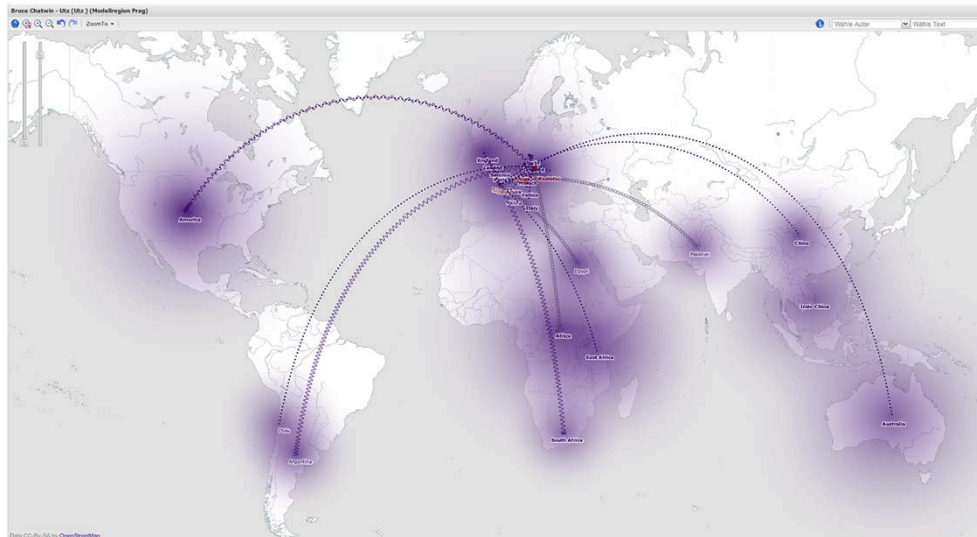 Bruce Chatwin - Utz (Utz ) (Modellregion Prag)
ZoomTo
Wähle Autor
Wähle Text
England
London
America
Italy
China
Pakistan
Egypt
Indo-China
Africa
East Africa
Australia
Chile
South Africa
Argentina
Data CC-By-SA by OpenStreetMap